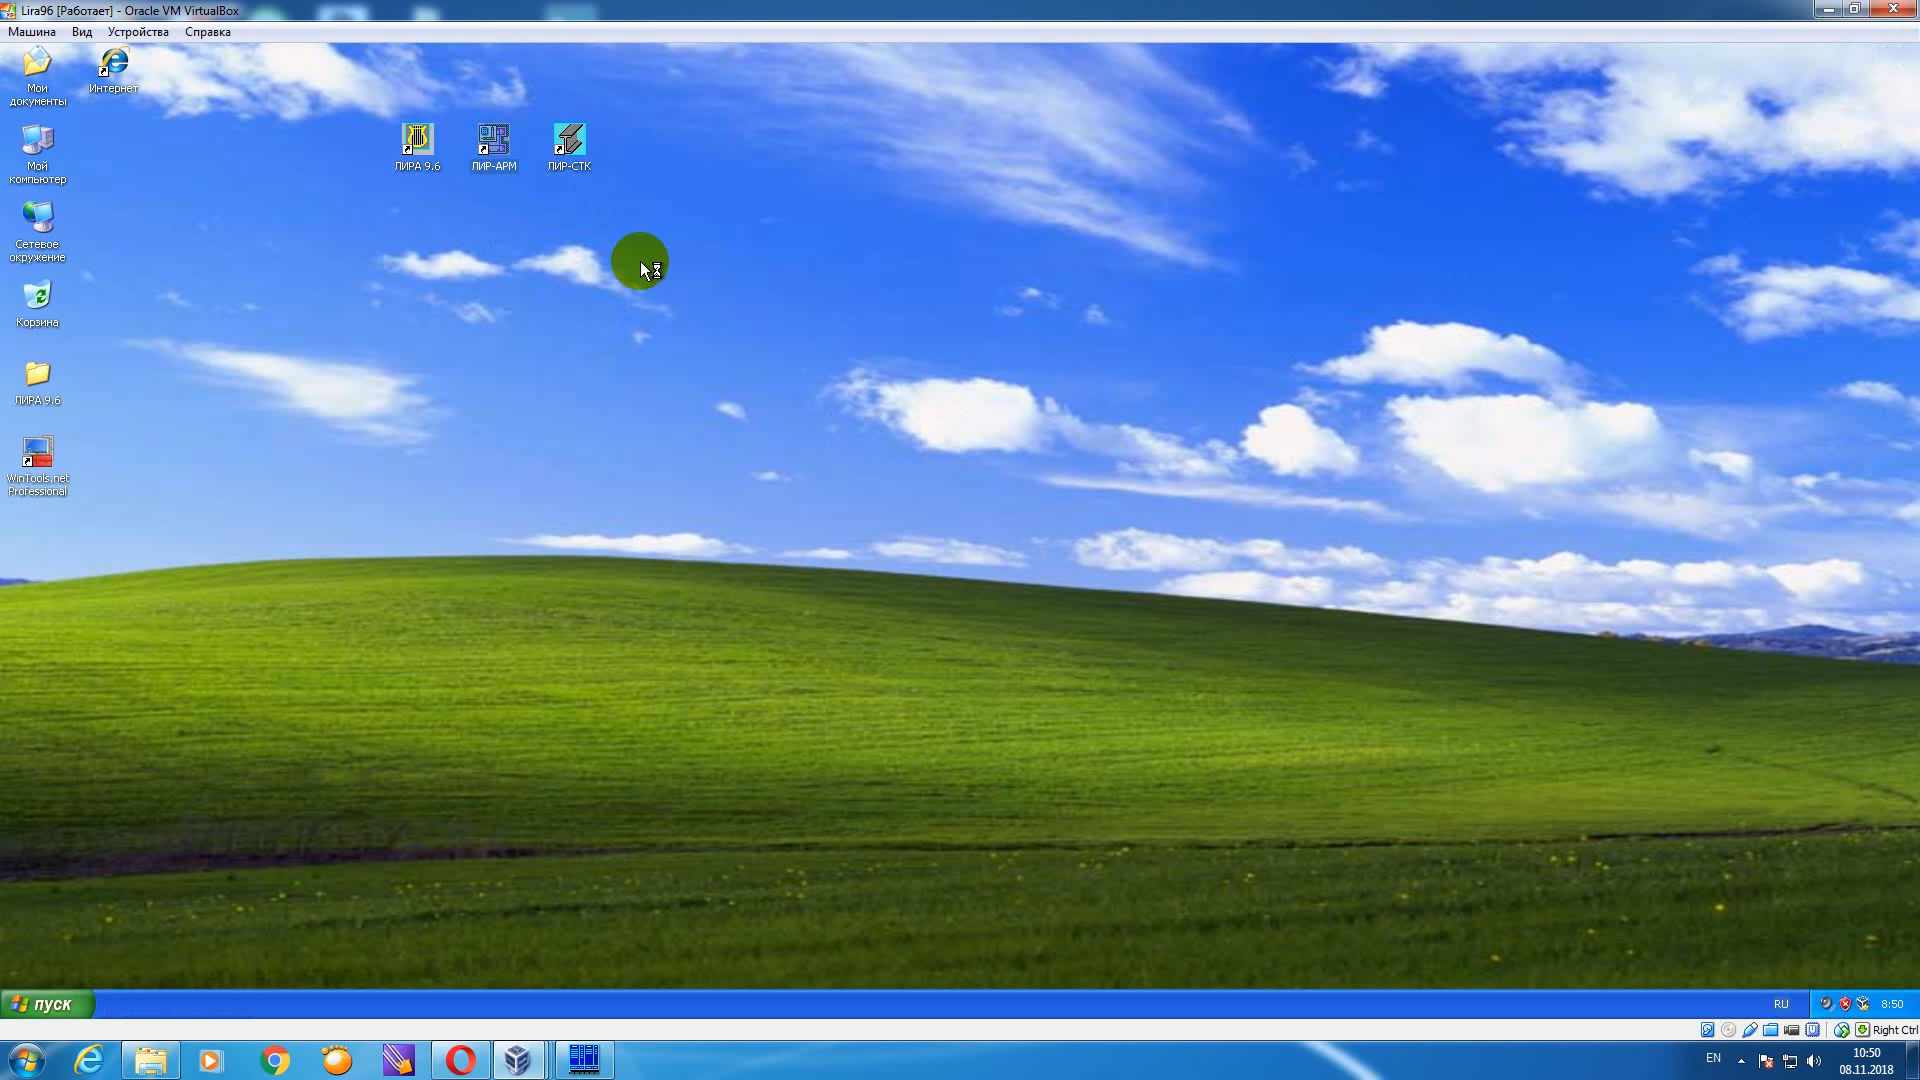 Lira96 [Работает] - Oracle VM VirtualBox
Машина Вид Устройства Справка
Мои документы
Интернет
ЛИРА 9.6
ЛИР-АРМ
ЛИР-СТК
Мой компьютер
Сетевое окружение
Корзина
ЛИРА 9.6
WinTools.net Professional
пуск
RU
8:50
Right Ctrl
EN
10:50
08.11.2018